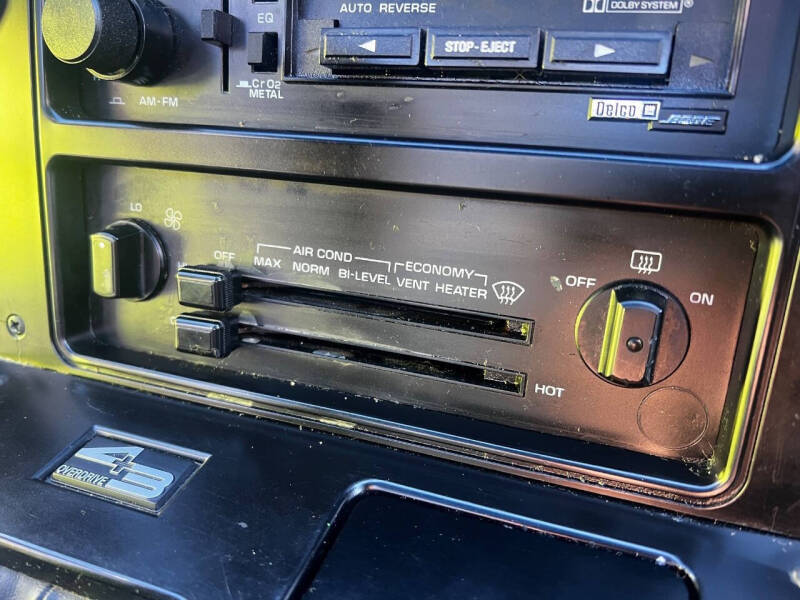 EQ
AUTO REVERSE
DOLBY SYSTEM
STOP-EJECT
CrO2
METAL
AM-FM
Delco GM
BOSE
LO
OFF
AIR COND
ECONOMY
MAX NORM BI-LEVEL VENT HEATER
OFF
ON
HOT
4+3
OVERDRIVE